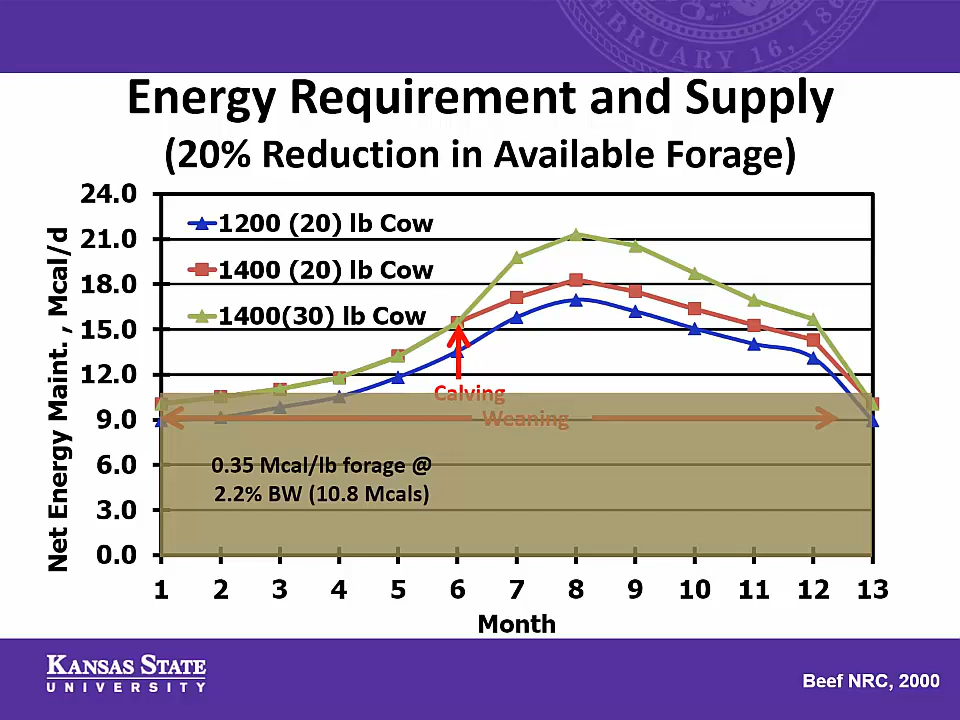 FEBRUARY 16, 186
Energy Requirement and Supply
(20% Reduction in Available Forage)
Net Energy Maint. , Mcal/d
24.0
21.0
18.0
15.0
12.0
9.0
6.0
3.0
0.0
1200 (20) lb Cow
1400 (20) lb Cow
1400(30) lb Cow
Calving
Weaning
0.35 Mcal/lb forage @
2.2% BW (10.8 Mcals)
1 2 3 4 5 6 7 8 9 10 11 12 13
Month
KANSAS STATE
UNIVERSITY
Beef NRC, 2000